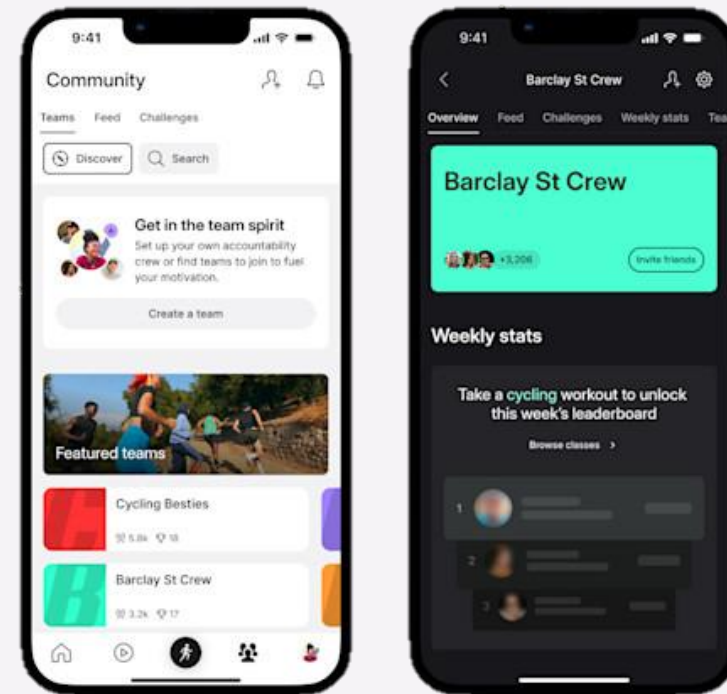 9:41
Community
Teams Feed Challenges
Discover Search
Get in the team spirit
Set up your own accountability
crew or find teams to join to fuel
your motivation.
Create a team
Featured teams
Cycling Besties
5.8k 18
Barclay St Crew
3.2k 17
9:41
Barclay St Crew
Overview Feed Challenges Weekly stats Tea
Barclay St Crew
+3,206
Invite friends
Weekly stats
Take a cycling workout to unlock
this week's leaderboard
Browse classes
1
2
3